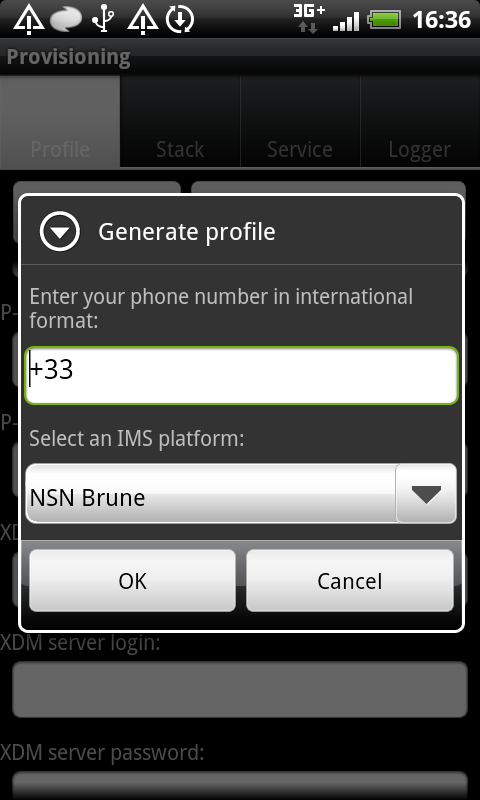 3G+ 16:36
Provisioning
Profile Stack Service Logger
Generate profile
Enter your phone number in international
format:
+33
P-
Select an IMS platform:
P-
NSN Brune
XD
OK Cancel
XDM server login:
XDM server password: